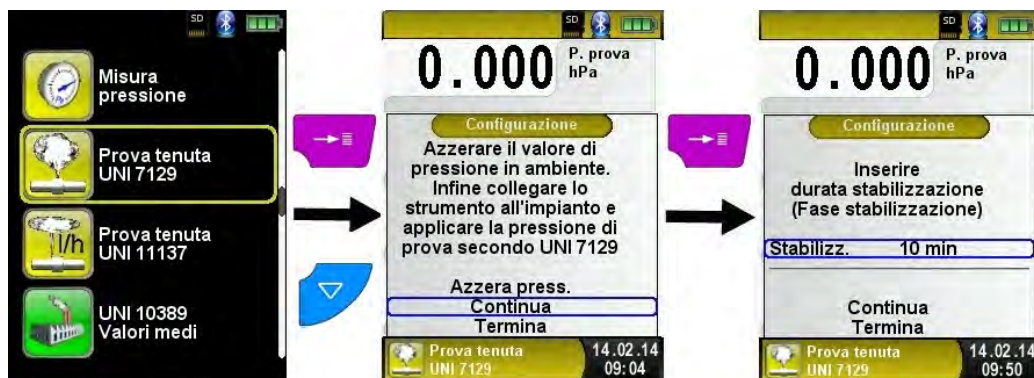 SD
Misura
pressione
Prova tenuta
UNI 7129
l/h
Prova tenuta
UNI 11137
UNI 10389
Valori medi
SD
0.000
P. prova
hPa
Configurazione
Azzerare il valore di
pressione in ambiente.
Infine collegare lo
strumento all'impianto e
applicare la pressione di
prova secondo UNI 7129
Azzera press.
Continua
Termina
Prova tenuta
UNI 7129
14.02.14
09:04
SD
0.000
P. prova
hPa
Configurazione
Inserire
durata stabilizzazione
(Fase stabilizzazione)
Stabilizz. 10 min
Continua
Termina
Prova tenuta
UNI 7129
14.02.14
09:50